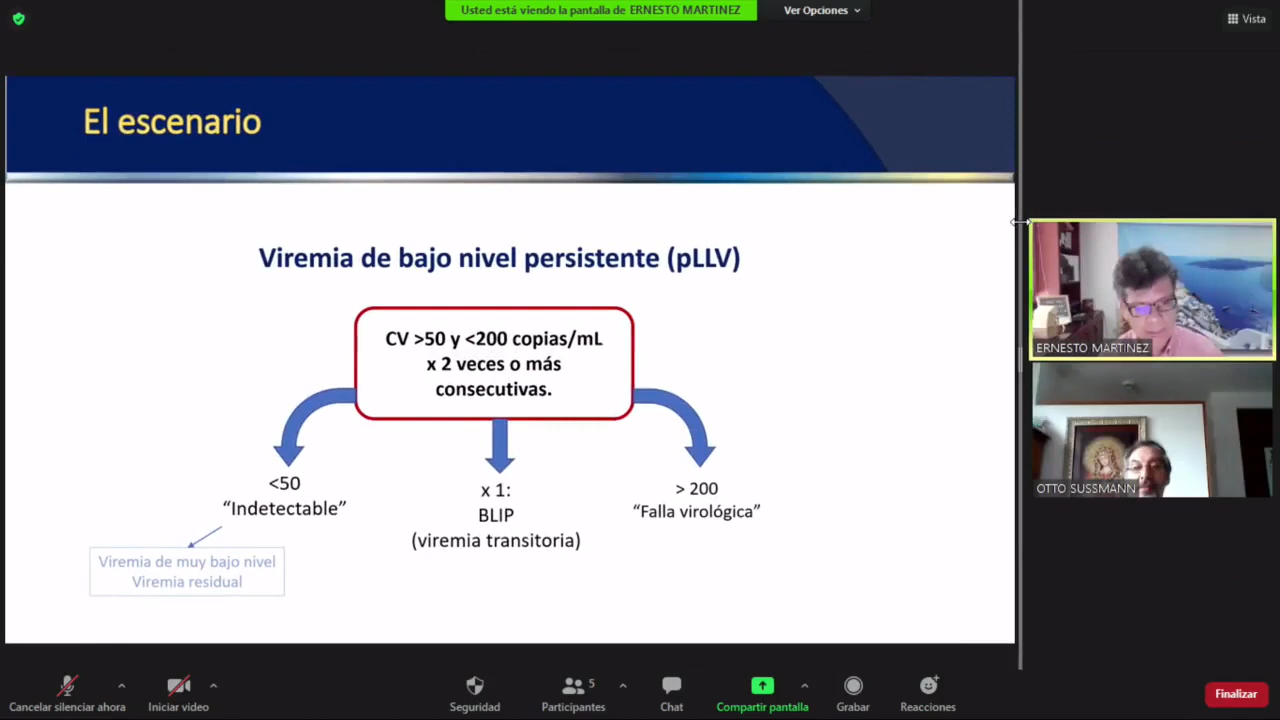 Usted está viendo la pantalla de ERNESTO MARTINEZ
Ver Opciones
Vista
El escenario
Viremia de bajo nivel persistente (pLLV)
CV >50 y <200 copias/mL
x 2 veces o más
consecutivas.
<50
“Indetectable”
x 1:
BLIP
(viremia transitoria)
> 200
“Falla virológica”
Viremia de muy bajo nivel
Viremia residual
ERNESTO MARTINEZ
OTTO SUSSMANN
Cancelar silenciar ahora
Iniciar video
Seguridad
Participantes
5
Chat
Compartir pantalla
Grabar
Reacciones
Finalizar